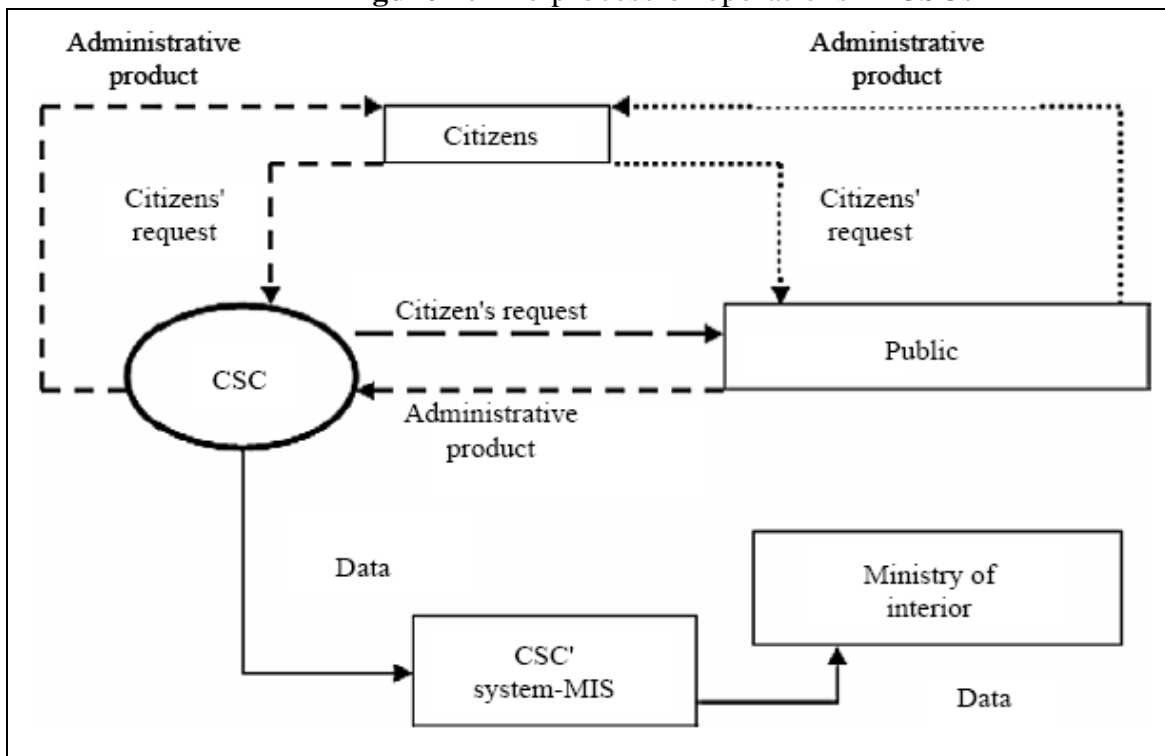 Administrative
product
Administrative
product
Citizens
Citizens'
request
Citizens'
request
Citizen's request
Public
CSC
Administrative
product
Data
Ministry of
interior
CSC'
system-MIS
Data